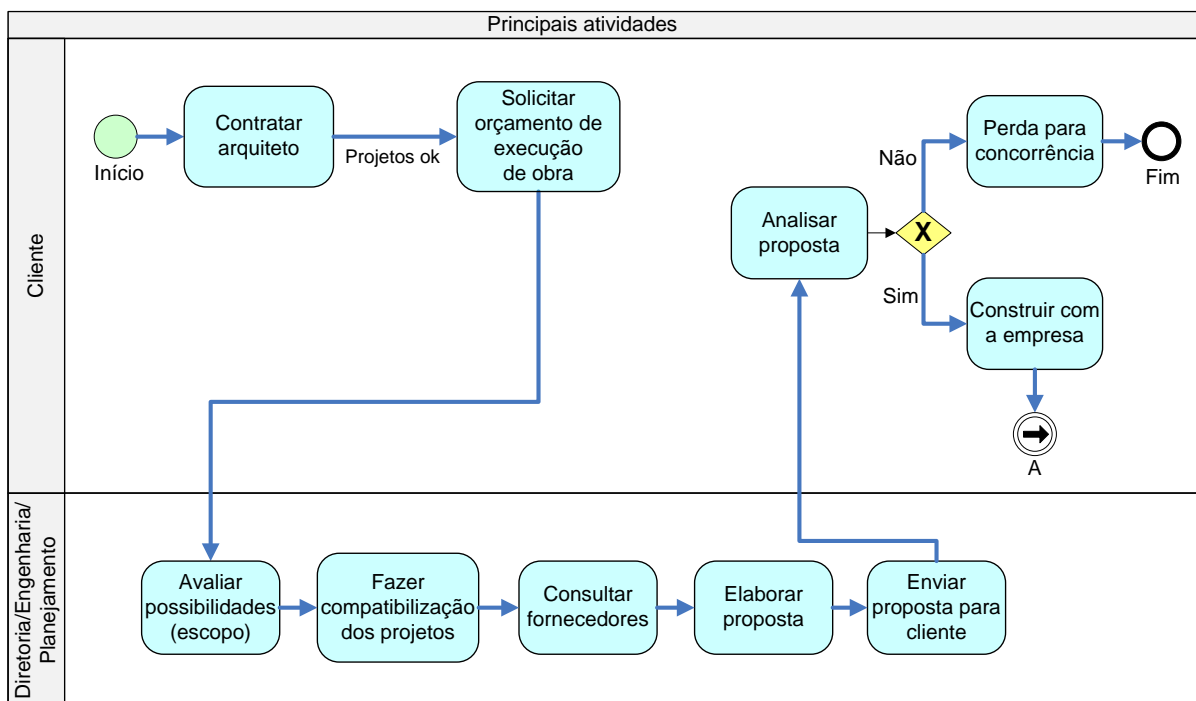 Principais atividades
Cliente
Início
Contratar
arquiteto
Projetos ok
Solicitar
orçamento de
execução
de obra
Analisar
proposta
X
Não
Perda para
concorrência
Fim
Sim
Construir com
a empresa
A
Diretoria/Engenharia/
Planejamento
Avaliar
possibilidades
(escopo)
Fazer
compatibilização
dos projetos
Consultar
fornecedores
Elaborar
proposta
Enviar
proposta para
cliente